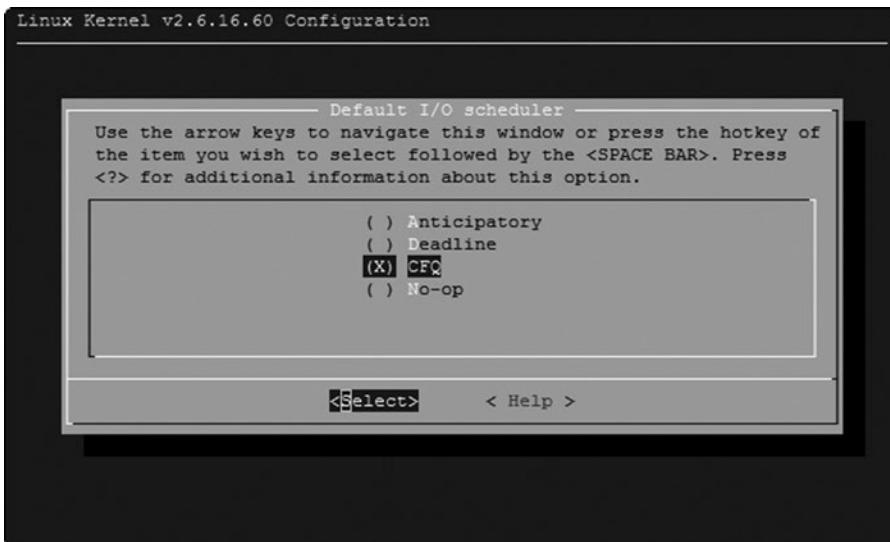 Linux Kernel v2.6.16.60 Configuration
Default I/O scheduler
Use the arrow keys to navigate this window or press the hotkey of
the item you wish to select followed by the <SPACE BAR>. Press
<?> for additional information about this option.
( ) Anticipatory
( ) Deadline
(X) CFQ
( ) No-op
<Select> < Help >